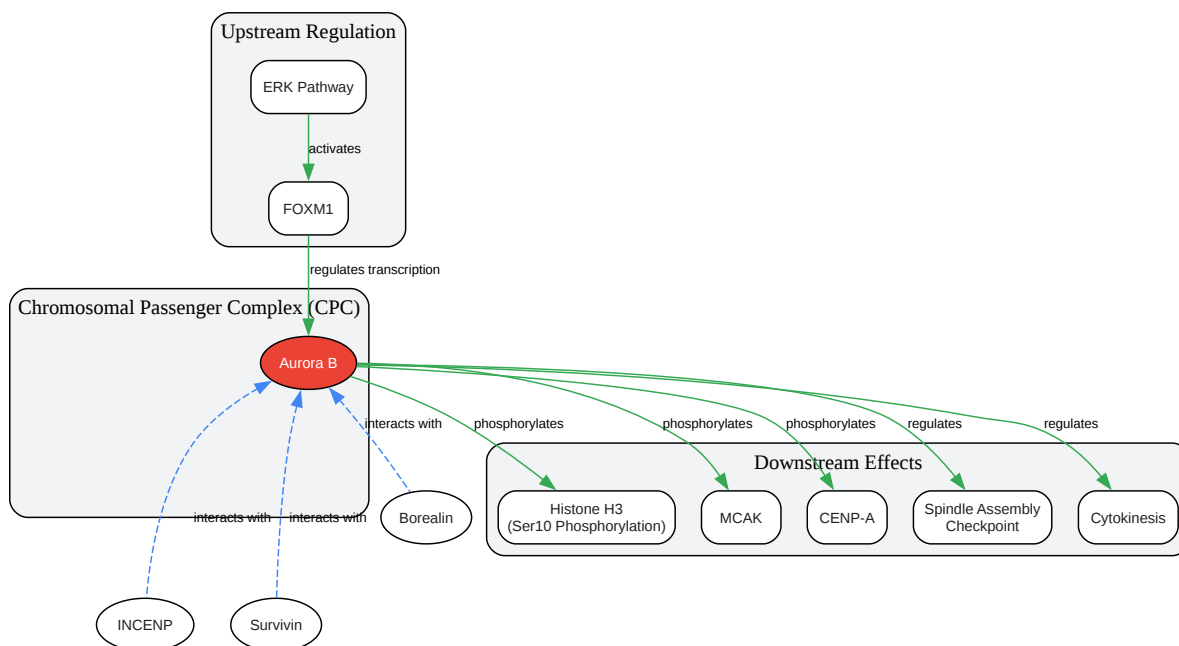 Upstream Regulation
ERK Pathway
activates
FOXM1
regulates transcription
Chromosomal Passenger Complex (CPC)
Aurora B
interacts with
phosphorylates
phosphorylates
phosphorylates
regulates
regulates
Downstream Effects
Histone H3
(Ser10 Phosphorylation)
MCAK
CENP-A
Spindle Assembly
Checkpoint
Cytokinesis
interacts with
interacts with
Borealin
INCENP
Survivin